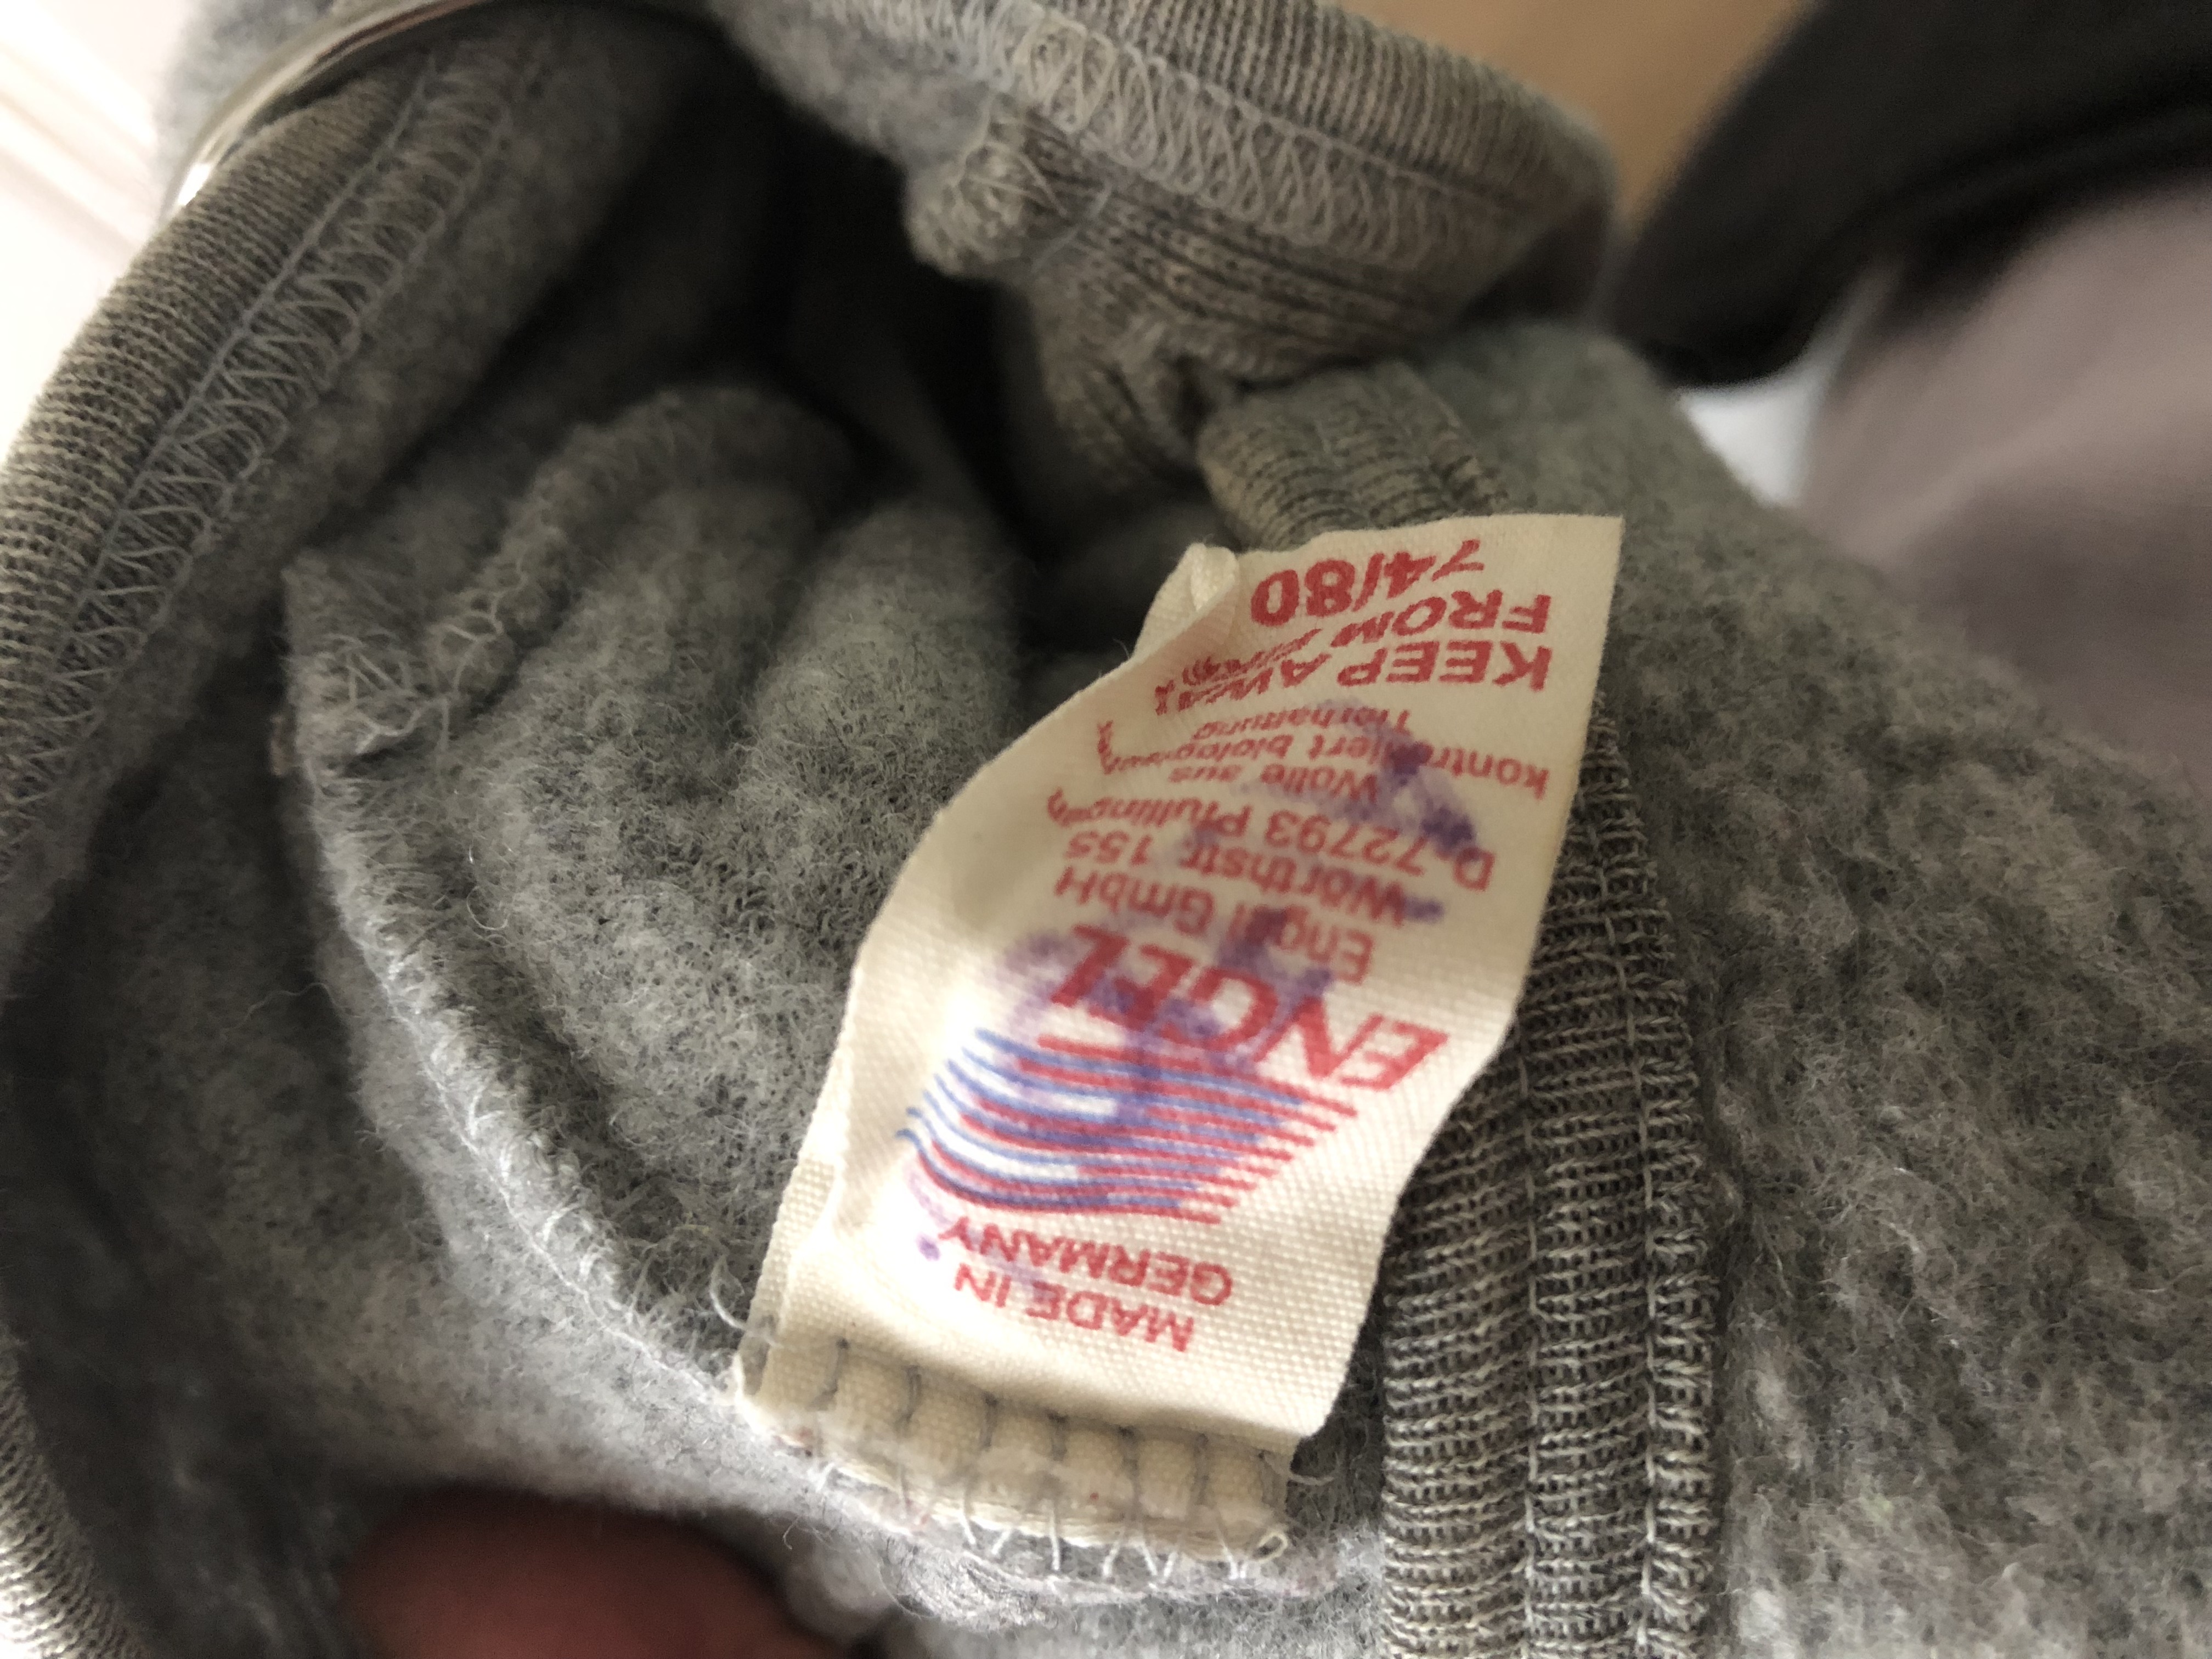 MADE IN
GERMANY
ENGEL
Engel GmbH
Wörthstr. 155
D-72793 Pfullingen
Wolle aus
kontrolliert biologischer
Tierhaltung
KEEP AWAY
FROM FIRE
74/80